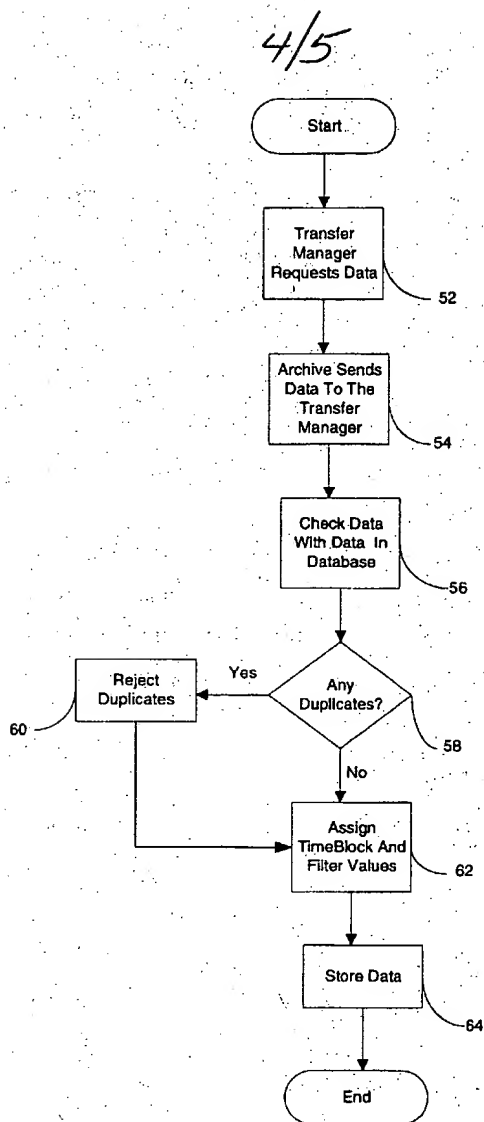 4/5
Start
Transfer
Manager
Requests Data
52
Archive Sends
Data To The
Transfer
Manager
54
Check Data
With Data In
Database
56
Any
Duplicates?
58
Yes
Reject
Duplicates
60
No
Assign
TimeBlock And
Filter Values
62
Store Data
64
End